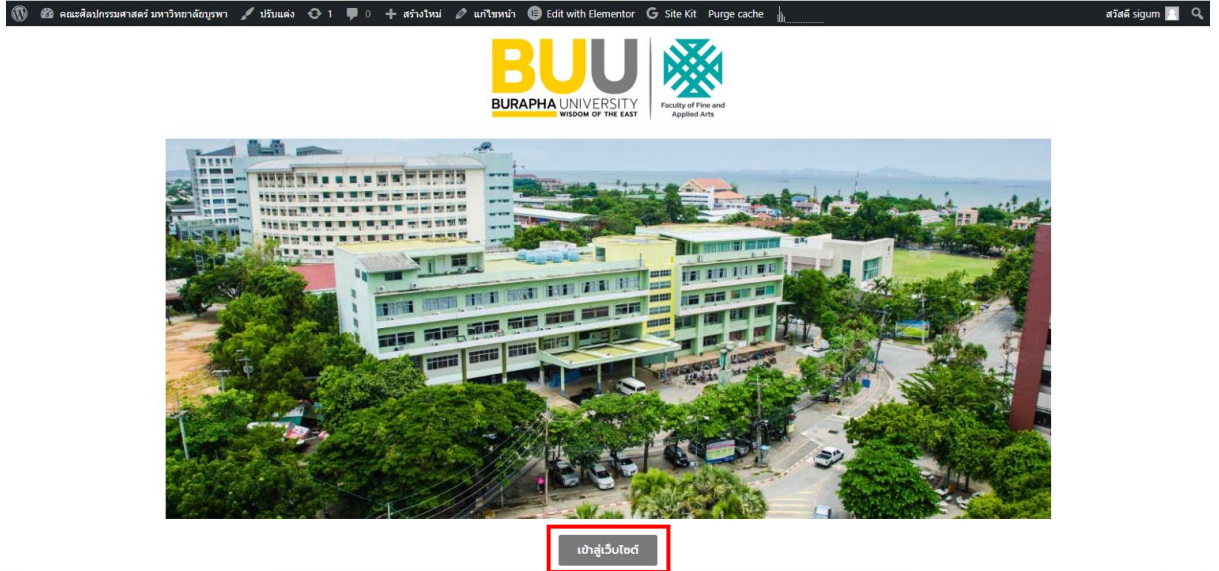 คณะศิลปกรรมศาสตร์ มหาวิทยาลัยบูรพา ปรับแต่ง 1 0 สร้างใหม่ แก้ไขหน้า Edit with Elementor Site Kit Purge cache สวัสดี sigum
BUU
BURAPHA UNIVERSITY
WISDOM OF THE EAST
Faculty of Fine and
Applied Arts
เข้าสู่เว็บไซต์